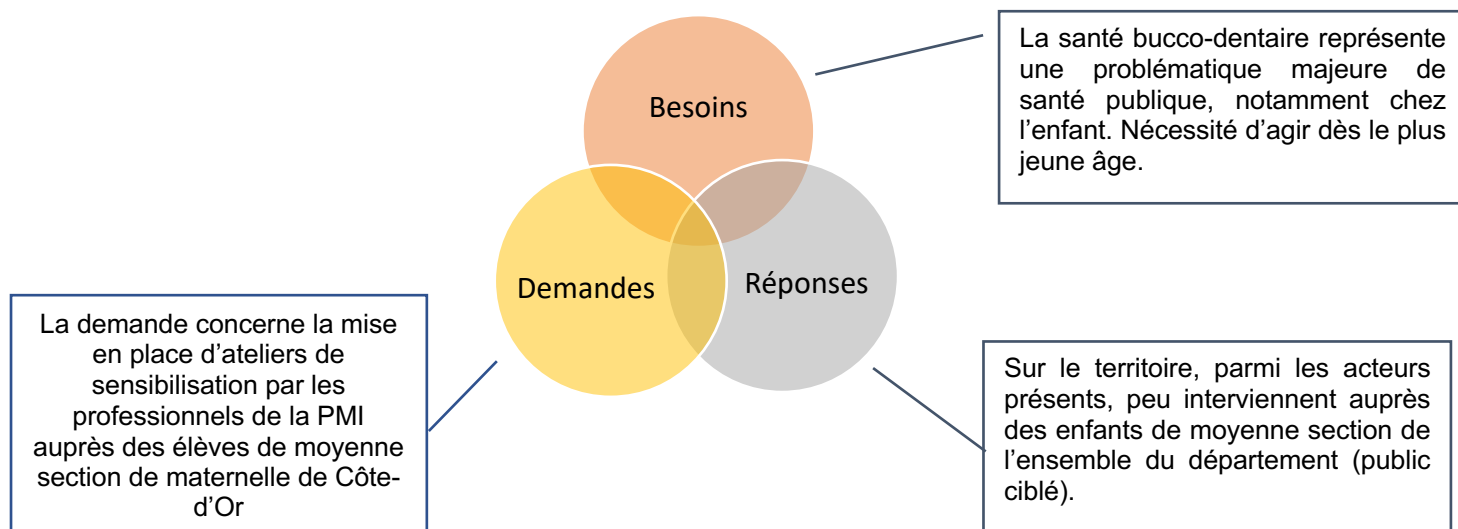 La santé bucco-dentaire représente
une problématique majeure de
santé publique, notamment chez
l’enfant. Nécessité d’agir dès le plus
jeune âge.
Besoins
Demandes
Réponses
La demande concerne la mise
en place d’ateliers de
sensibilisation par les
professionnels de la PMI
auprès des élèves de moyenne
section de maternelle de Côte-
d’Or
Sur le territoire, parmi les acteurs
présents, peu interviennent auprès
des enfants de moyenne section de
l’ensemble du département (public
ciblé).